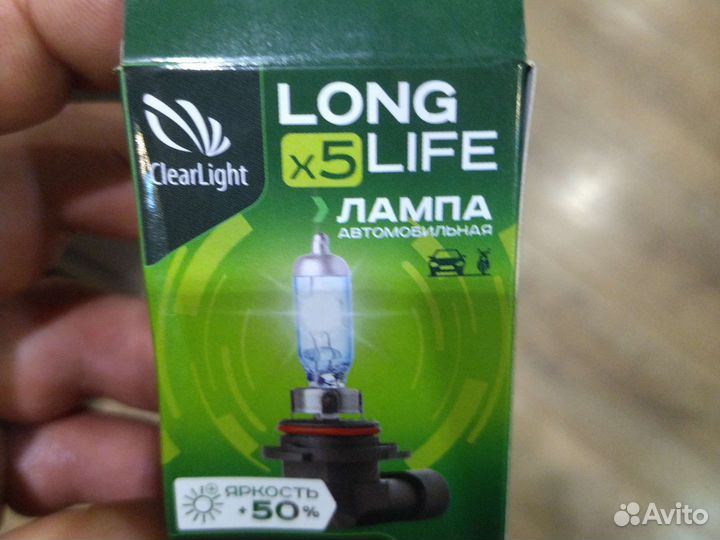 ClearLight
LONG
x5 LIFE
ЛАМПА
АВТОМОБИЛЬНАЯ
ЯРКОСТЬ
+50%
Avito